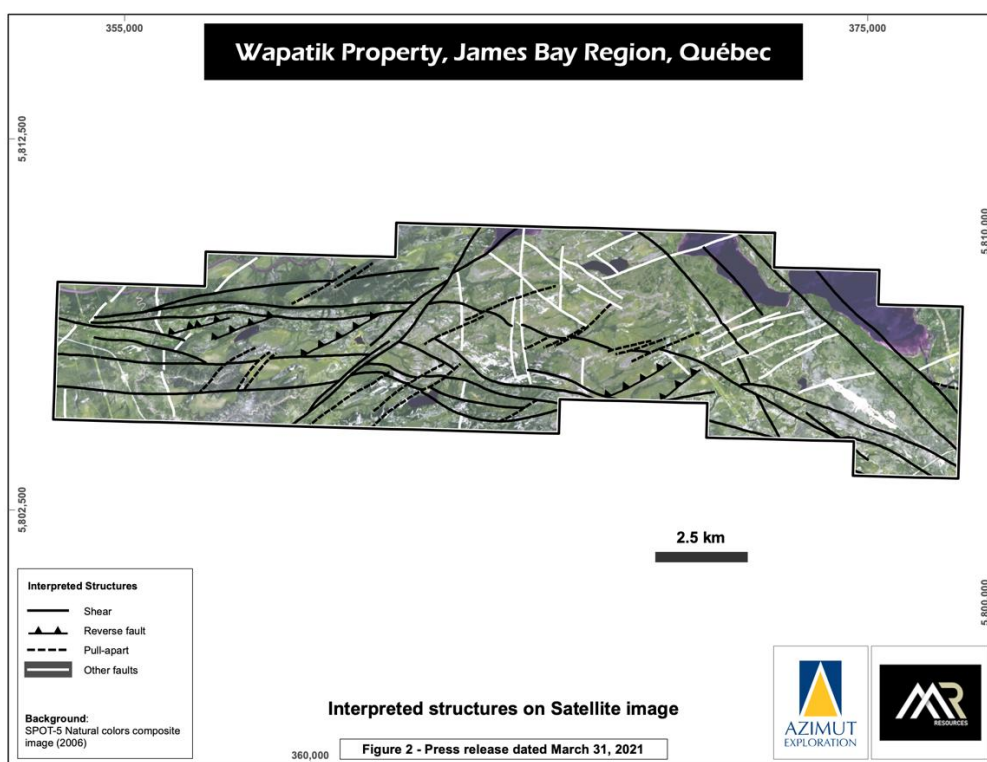 355,000
375,000
Wapatik Property, James Bay Region, Québec
5,812,500
5,810,000
5,802,500
2.5 km
5,800,000
Interpreted Structures
Shear
Reverse fault
Pull-apart
Other faults
Background:
SPOT-5 Natural colors composite
image (2006)
Interpreted structures on Satellite image
360,000
Figure 2 - Press release dated March 31, 2021
AZIMUT
EXPLORATION
MR
RESOURCES